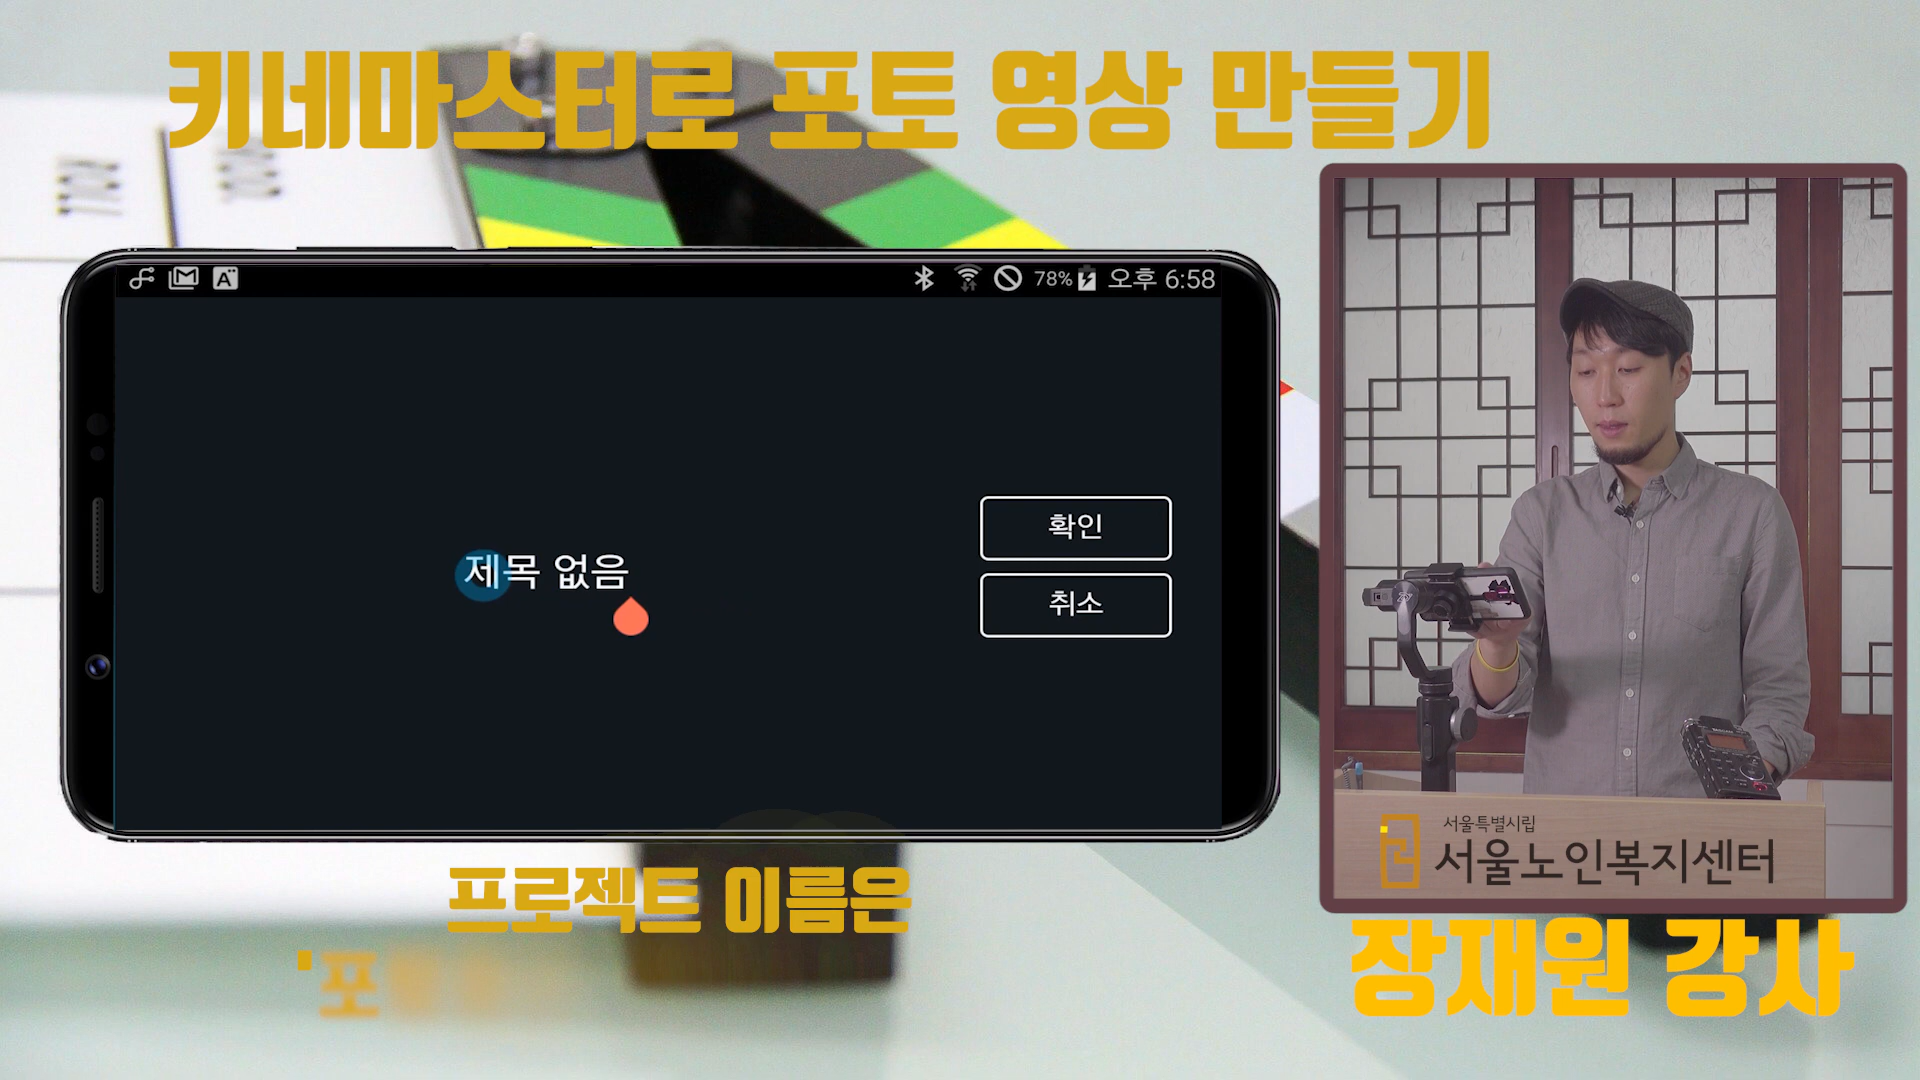 키네마스터로 포토 영상 만들기
78% 오후 6:58
제목 없음
확인
취소
서울특별시립
서울노인복지센터
프로젝트 이름은
장재원 강사